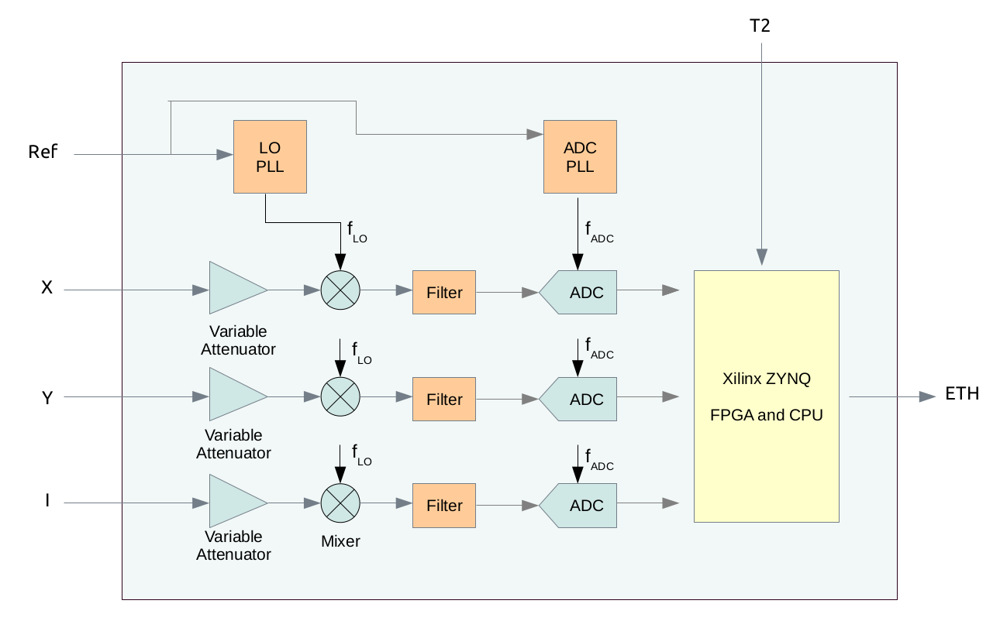 T2
Ref
LO
PLL
ADC
PLL
fLO
fADC
X
Filter
ADC
Variable
Attenuator
fLO
fADC
Y
Filter
ADC
Xilinx ZYNQ
FPGA and CPU
ETH
Variable
Attenuator
fLO
fADC
I
Filter
ADC
Variable
Attenuator
Mixer